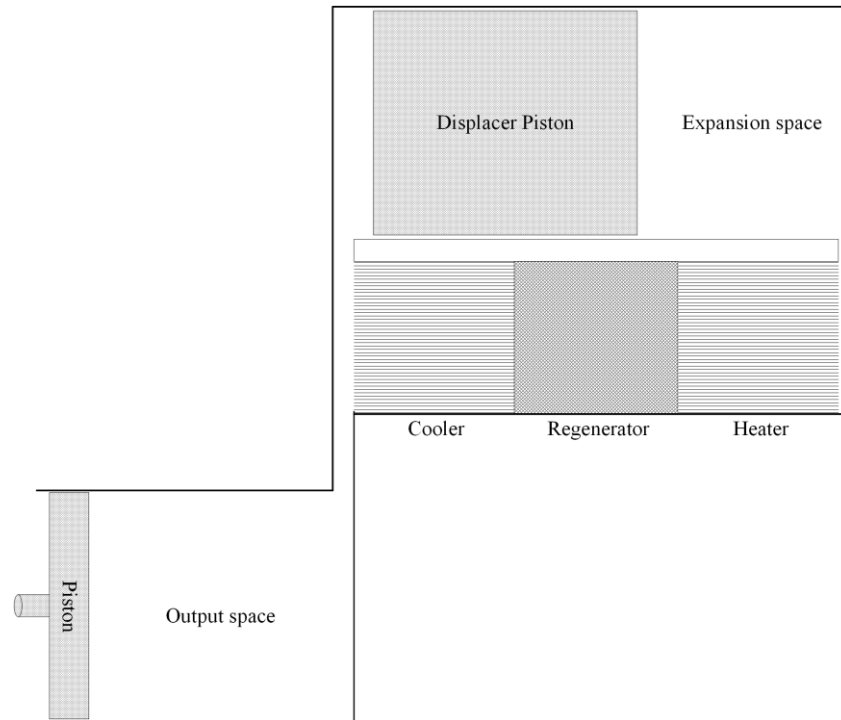 Displacer Piston
Expansion space
Cooler
Regenerator
Heater
Piston
Output space